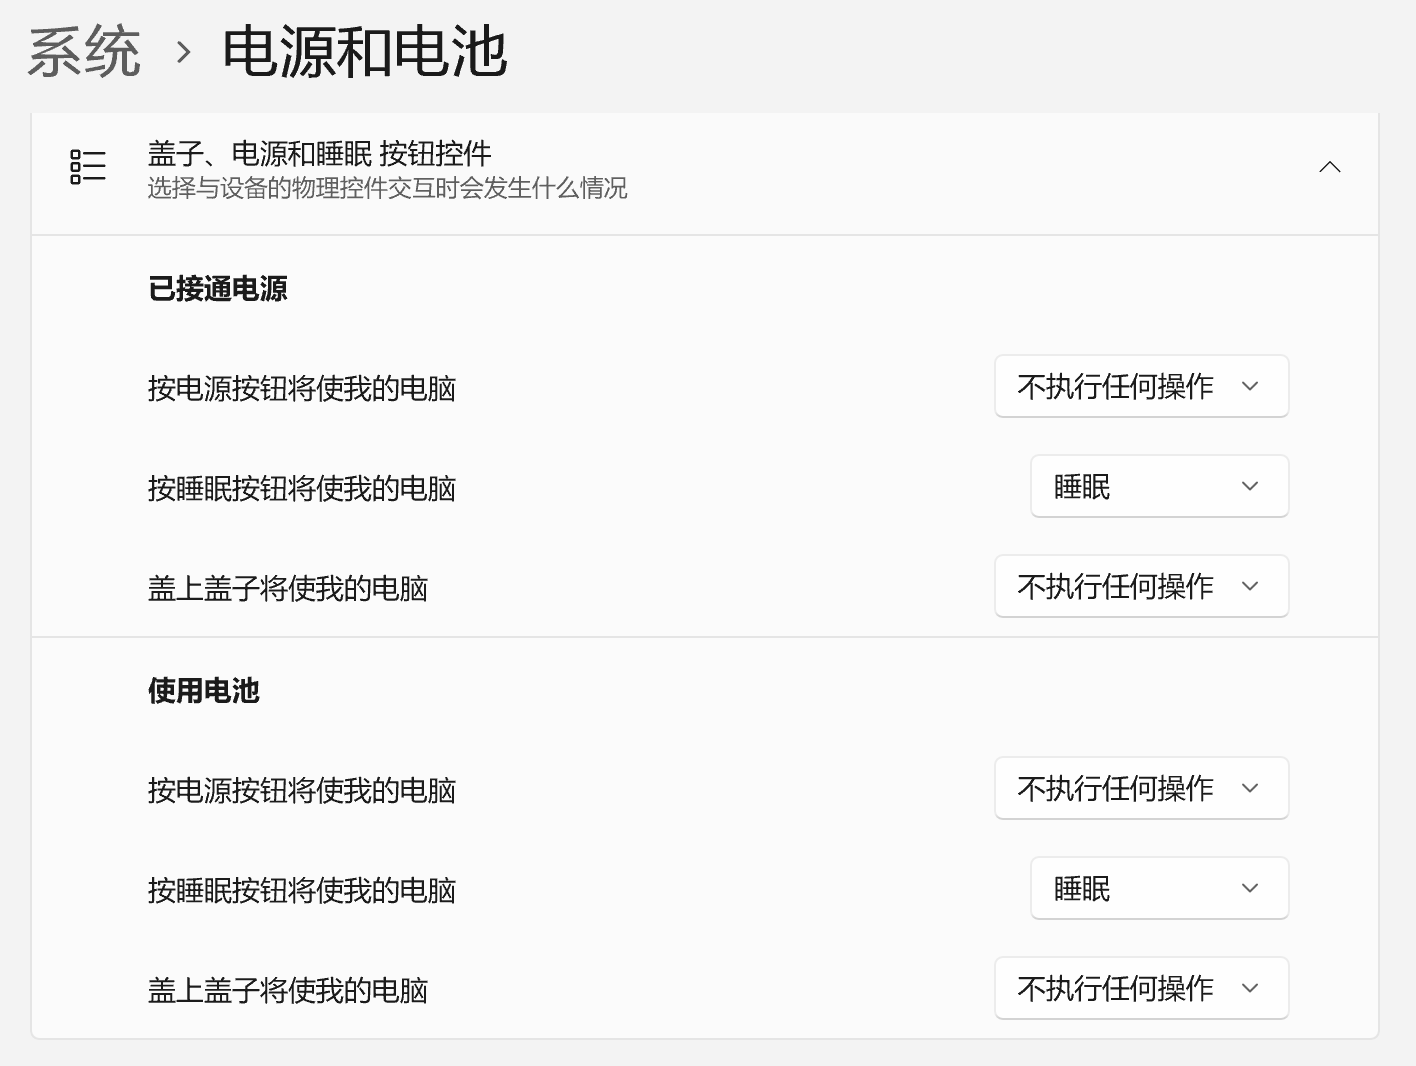 系统 › 电源和电池
盖子、电源和睡眠 按钮控件
选择与设备的物理控件交互时会发生什么情况
已接通电源
按电源按钮将使我的电脑 不执行任何操作
按睡眠按钮将使我的电脑 睡眠
盖上盖子将使我的电脑 不执行任何操作
使用电池
按电源按钮将使我的电脑 不执行任何操作
按睡眠按钮将使我的电脑 睡眠
盖上盖子将使我的电脑 不执行任何操作